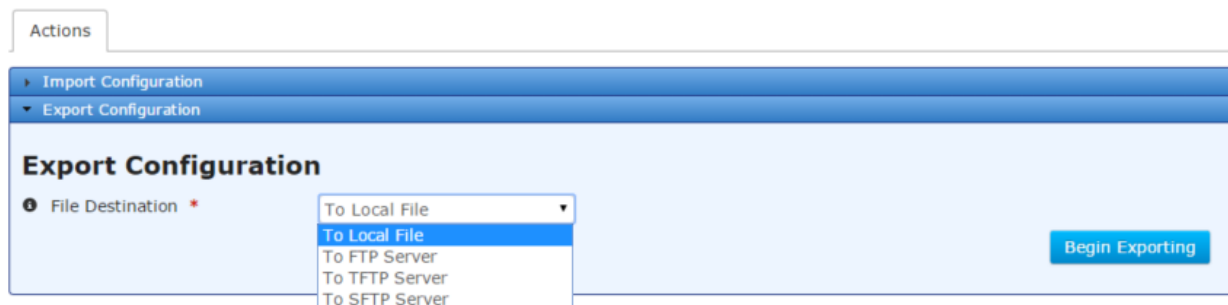 Actions
Import Configuration
Export Configuration
Export Configuration
File Destination *
To Local File
To Local File
To FTP Server
Begin Exporting
To TFTP Server
To SFTP Server